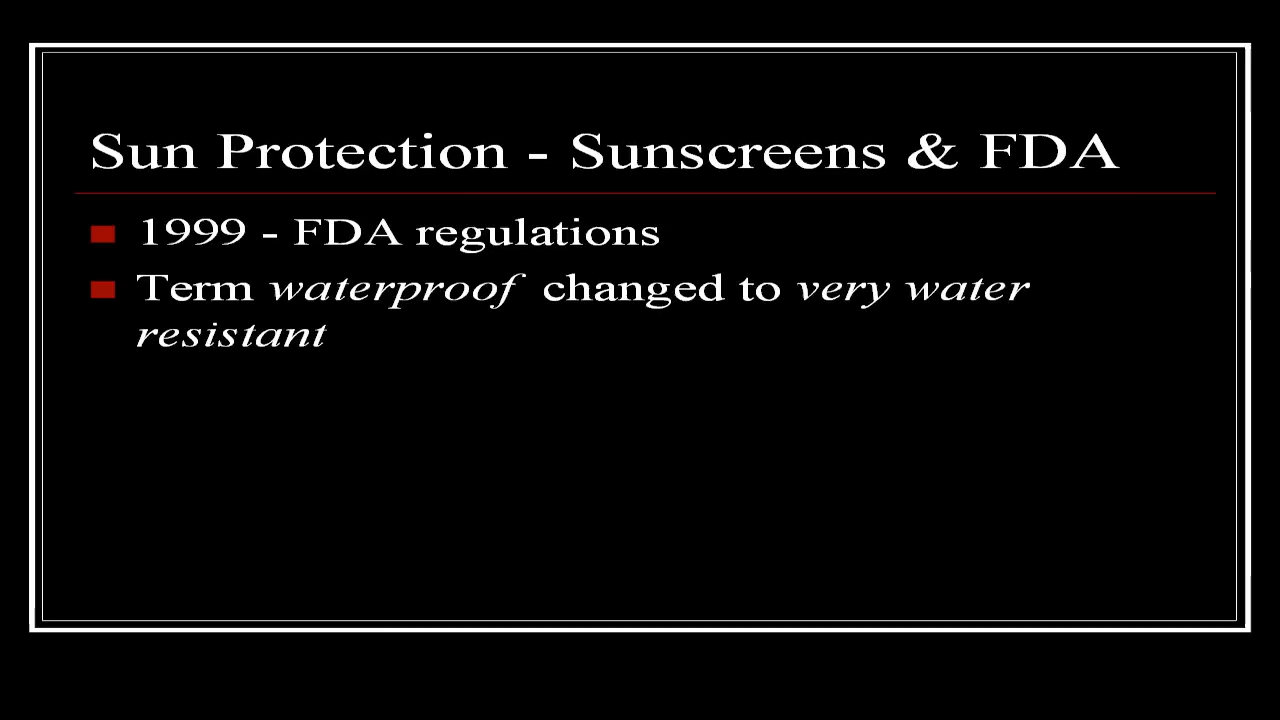 Sun Protection - Sunscreens & FDA
1999 - FDA regulations
Term waterproof changed to very water
resistant